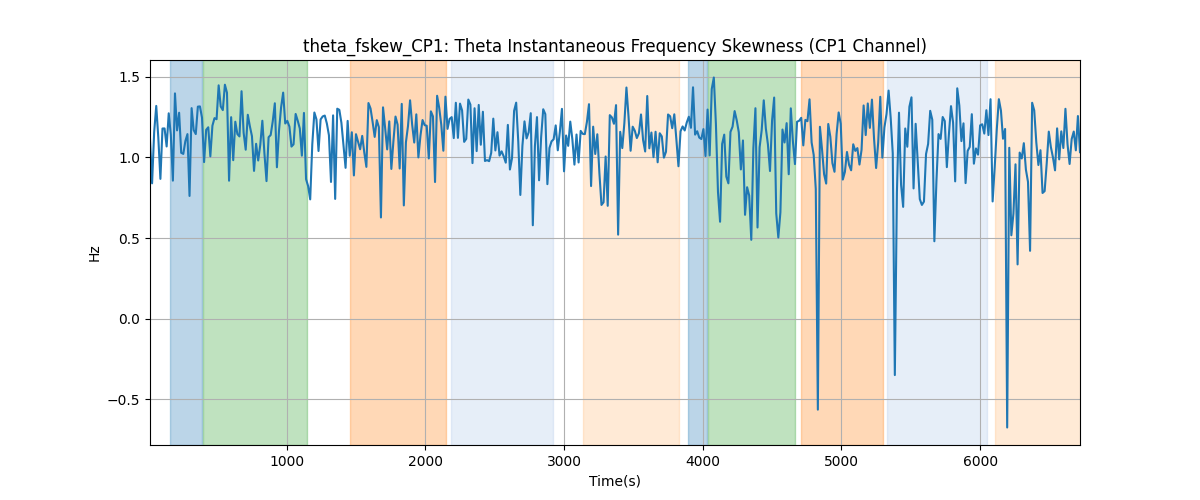 theta_fskew_CP1: Theta Instantaneous Frequency Skewness (CP1 Channel)
1.5
1.0
0.5
0.0
−0.5
Hz
1000 2000 3000 4000 5000 6000
Time(s)